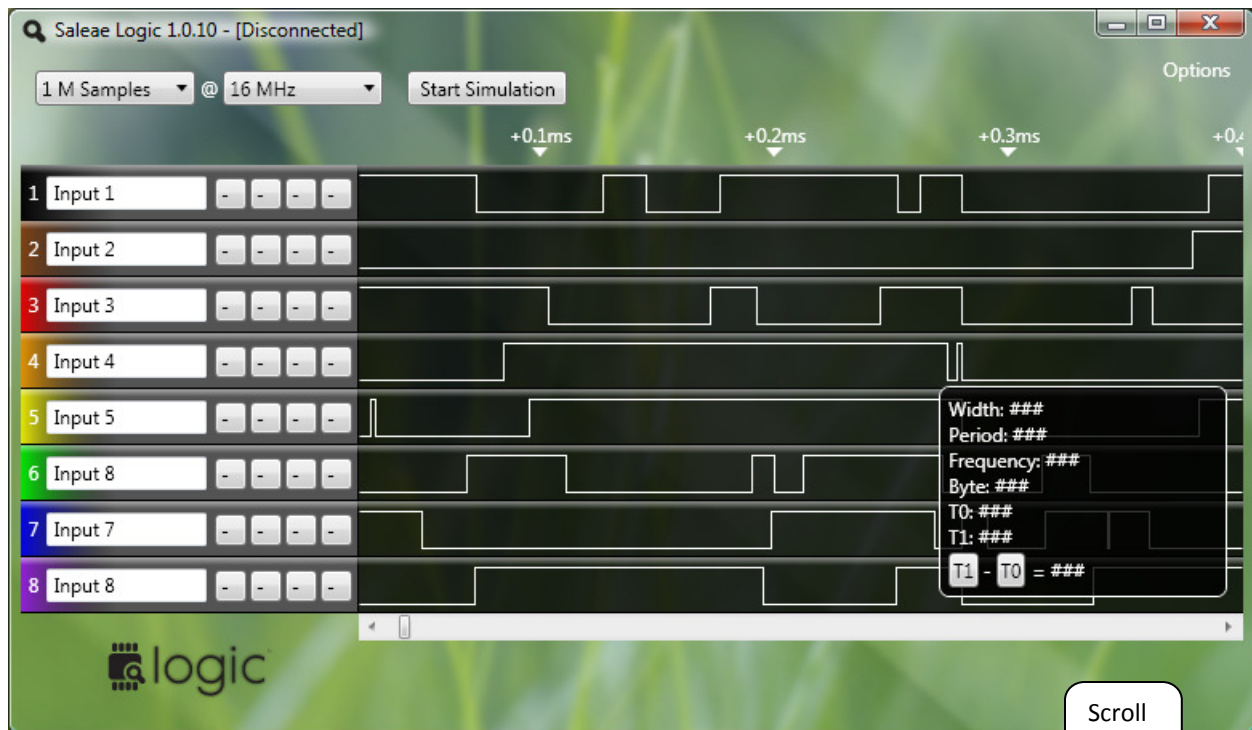 Saleae Logic 1.0.10 - [Disconnected]
Options
1 M Samples @ 16 MHz Start Simulation
+0.1ms +0.2ms +0.3ms +0.4
1 Input 1 - - - -
2 Input 2 - - - -
3 Input 3 - - - -
4 Input 4 - - - -
5 Input 5 - - - -
6 Input 8 - - - -
7 Input 7 - - - -
8 Input 8 - - - -
Width: ###
Period: ###
Frequency: ###
Byte: ###
T0: ###
T1: ###
T1 - T0 = ###
logic
Scroll